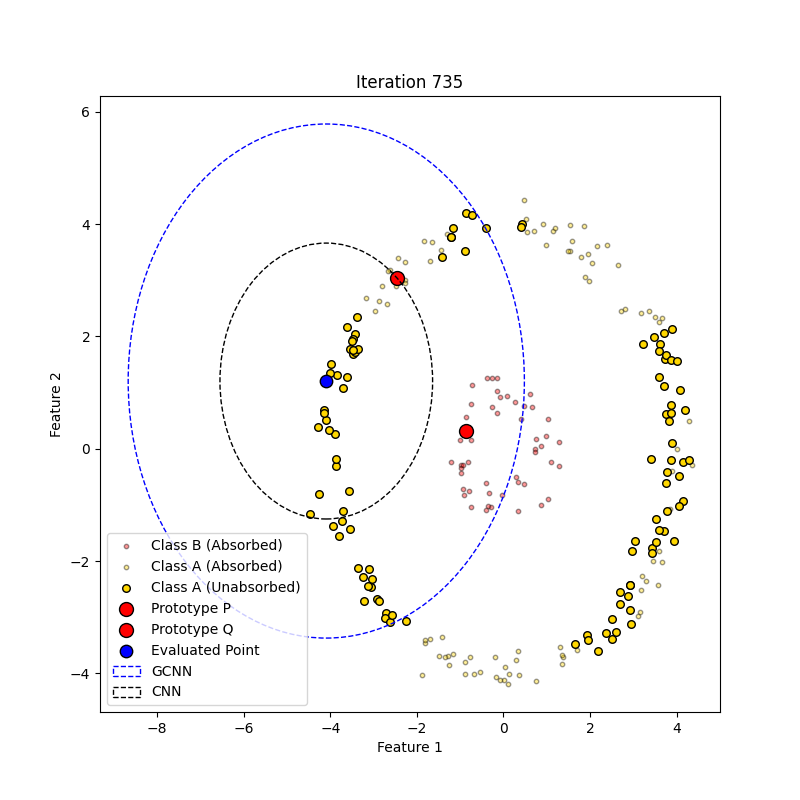 Iteration 735
6
4
2
0
−2
−4
Feature 2
Class B (Absorbed)
Class A (Absorbed)
Class A (Unabsorbed)
Prototype P
Prototype Q
Evaluated Point
GCNN
CNN
−8
−6
−4
−2
0
2
4
Feature 1